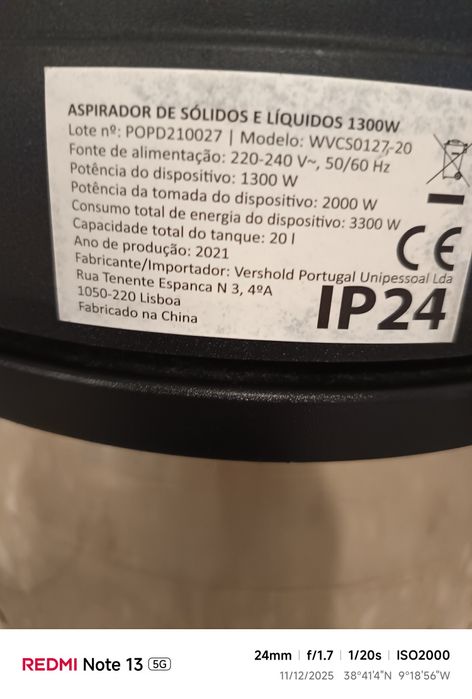 ASPIRADOR DE SÓLIDOS E LÍQUIDOS 1300W
Lote nº: POPD210027 | Modelo: WVCS0127-20
Fonte de alimentação: 220-240 V~, 50/60 Hz
Potência do dispositivo: 1300 W
Potência da tomada do dispositivo: 2000 W
Consumo total de energia do dispositivo: 3300 W
Capacidade total do tanque: 20 l
Ano de produção: 2021
Fabricante/Importador: Vershold Portugal Unipessoal Lda
Rua Tenente Espanca N 3, 4ºA
1050-220 Lisboa
Fabricado na China
CE
IP24
REDMI Note 13 5G
24mm | f/1.7 | 1/20s | ISO2000
11/12/2025 38°41'4"N 9°18'56"W